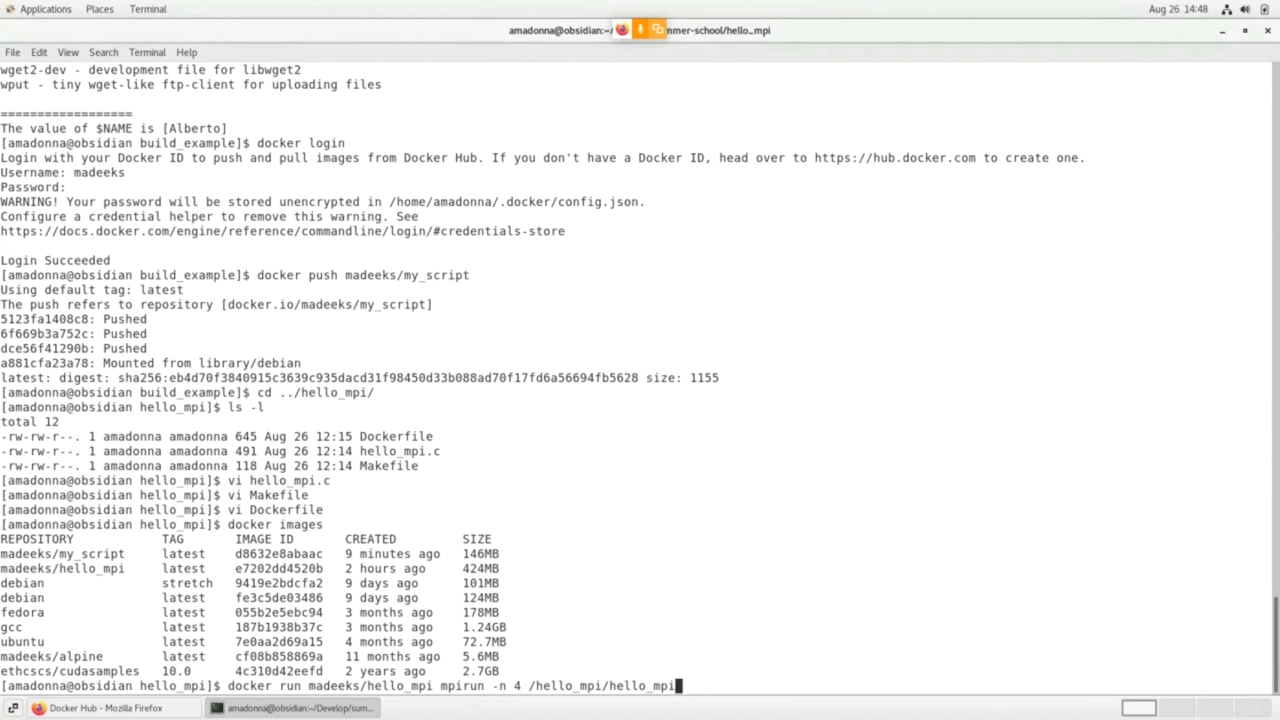 Applications Places Terminal Aug 26 14:48
amadonna@obsidian:~/ mmer-school/hello_mpi
File Edit View Search Terminal Help
wget2-dev - development file for libwget2
wput - tiny wget-like ftp-client for uploading files
==================
The value of $NAME is [Alberto]
[amadonna@obsidian build_example]$ docker login
Login with your Docker ID to push and pull images from Docker Hub. If you don't have a Docker ID, head over to https://hub.docker.com to create one.
Username: madeeks
Password:
WARNING! Your password will be stored unencrypted in /home/amadonna/.docker/config.json.
Configure a credential helper to remove this warning. See
https://docs.docker.com/engine/reference/commandline/login/#credentials-store
Login Succeeded
[amadonna@obsidian build_example]$ docker push madeeks/my_script
Using default tag: latest
The push refers to repository [docker.io/madeeks/my_script]
5123fa1408c8: Pushed
6f669b3a752c: Pushed
dce56f41290b: Pushed
a881cfa23a78: Mounted from library/debian
latest: digest: sha256:eb4d70f3840915c3639c935dacd31f98450d33b088ad70f17fd6a56694fb5628 size: 1155
[amadonna@obsidian build_example]$ cd ../hello_mpi/
[amadonna@obsidian hello_mpi]$ ls -l
total 12
-rw-rw-r--. 1 amadonna amadonna 645 Aug 26 12:15 Dockerfile
-rw-rw-r--. 1 amadonna amadonna 491 Aug 26 12:14 hello_mpi.c
-rw-rw-r--. 1 amadonna amadonna 118 Aug 26 12:14 Makefile
[amadonna@obsidian hello_mpi]$ vi hello_mpi.c
[amadonna@obsidian hello_mpi]$ vi Makefile
[amadonna@obsidian hello_mpi]$ vi Dockerfile
[amadonna@obsidian hello_mpi]$ docker images
REPOSITORY TAG IMAGE ID CREATED SIZE
madeeks/my_script latest d8632e8abaac 9 minutes ago 146MB
madeeks/hello_mpi latest e7202dd4520b 2 hours ago 424MB
debian stretch 9419e2bdcfa2 9 days ago 101MB
debian latest fe3c5de03486 9 days ago 124MB
fedora latest 055b2e5ebc94 3 months ago 178MB
gcc latest 187b1938b37c 3 months ago 1.24GB
ubuntu latest 7e0aa2d69a15 4 months ago 72.7MB
madeeks/alpine latest cf08b858869a 11 months ago 5.6MB
ethcscs/cudasamples 10.0 4c310d42eefd 2 years ago 2.7GB
[amadonna@obsidian hello_mpi]$ docker run madeeks/hello_mpi mpirun -n 4 /hello_mpi/hello_mpi
Docker Hub - Mozilla Firefox amadonna@obsidian:~/Develop/sum...